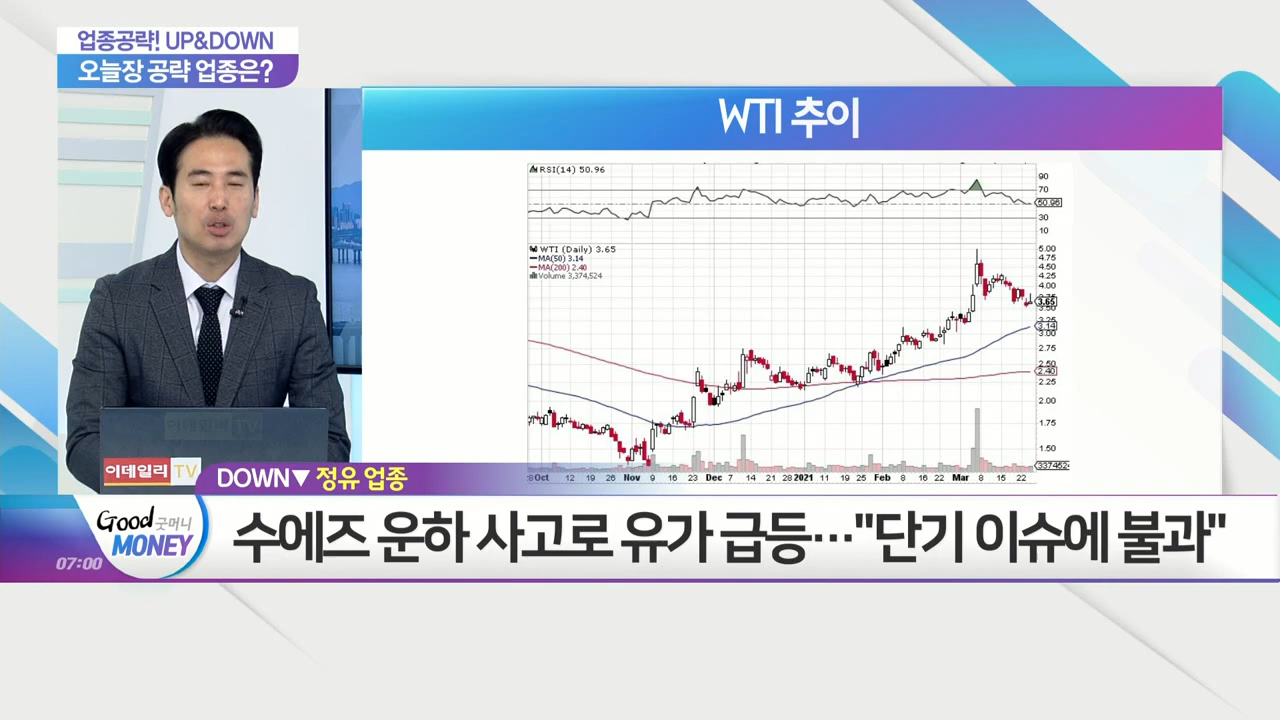 업종공략! UP&DOWN
오늘장 공략 업종은?
WTI 추이
RSI(14) 50.96
90
70
50.96
30
10
WTI (Daily) 3.65
MA(50) 3.14
MA(200) 2.40
Volume 3,374,524
5.00
4.75
4.50
4.25
4.00
3.65
3.50
3.25
3.14
3.00
2.75
2.50
2.40
2.25
2.00
1.75
1.50
3374524
Oct 12 19 26 Nov 9 16 23 Dec 7 14 21 28 2021 11 19 25 Feb 8 16 22 Mar 8 15 22
이데일리 TV
DOWN▼ 정유 업종
Good 굿머니
MONEY
07:00
수에즈 운하 사고로 유가 급등…"단기 이슈에 불과"